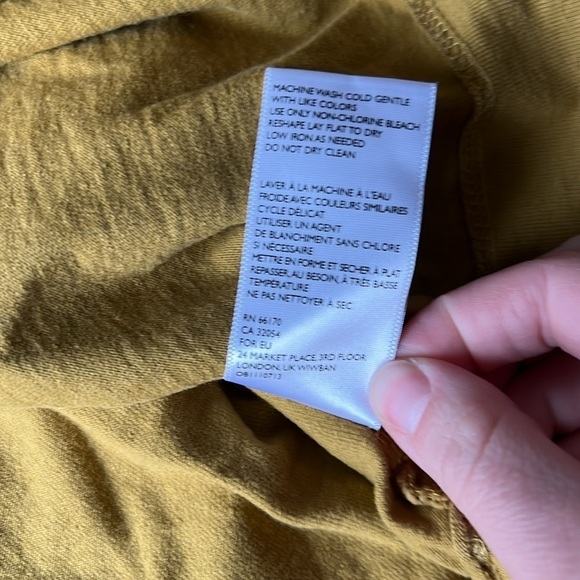 MACHINE WASH COLD GENTLE
WITH LIKE COLORS
USE ONLY NON-CHLORINE BLEACH
RESHAPE LAY FLAT TO DRY
LOW IRON AS NEEDED
DO NOT DRY CLEAN
LAVER À LA MACHINE À L'EAU
FROIDE AVEC COULEURS SIMILAIRES
CYCLE DÉLICAT
UTILISER UN AGENT
DE BLANCHIMENT SANS CHLORE
SI NÉCESSAIRE
METTRE EN FORME ET SÉCHER À PLAT
REPASSER, AU BESOIN, À TRÈS BASSE
TEMPÉRATURE
NE PAS NETTOYER À SEC
RN 66170
CA 32054
FOR EU
24 MARKET PLACE, 3RD FLOOR
LONDON, UK W1W8AN
OB1110713